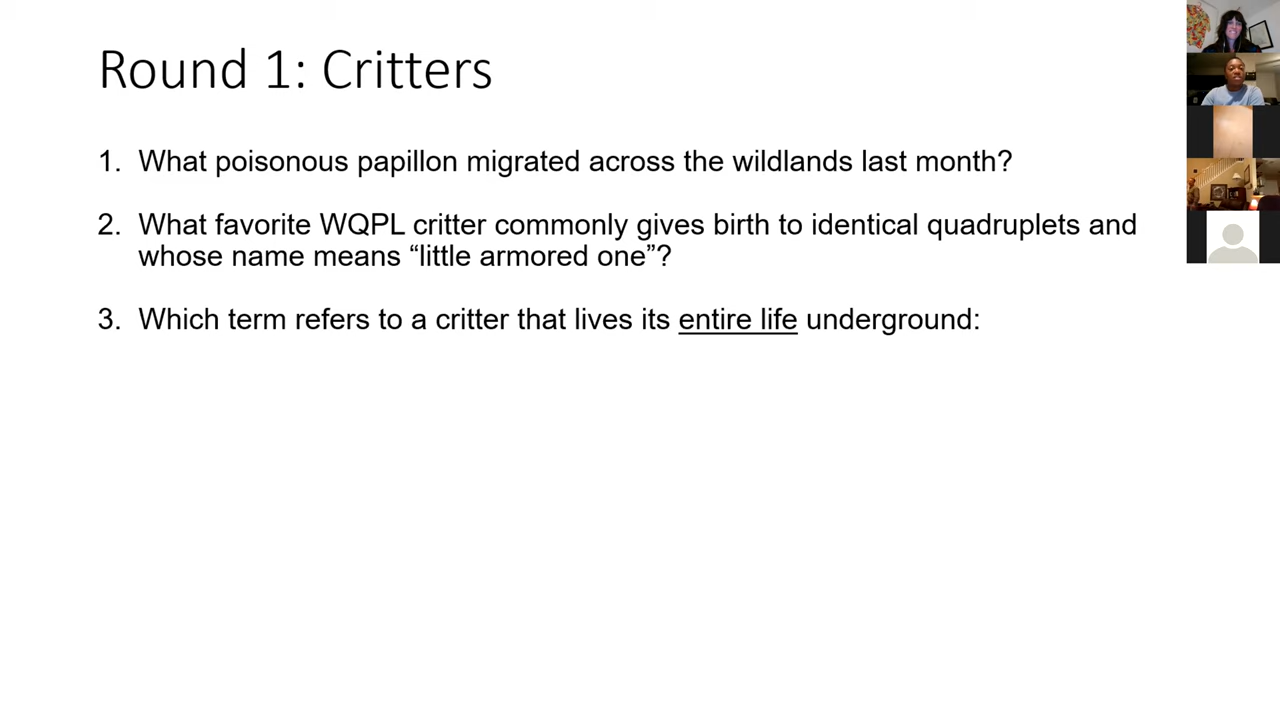 Round 1: Critters
1. What poisonous papillon migrated across the wildlands last month?
2. What favorite WQPL critter commonly gives birth to identical quadruplets and
whose name means “little armored one”?
3. Which term refers to a critter that lives its entire life underground: